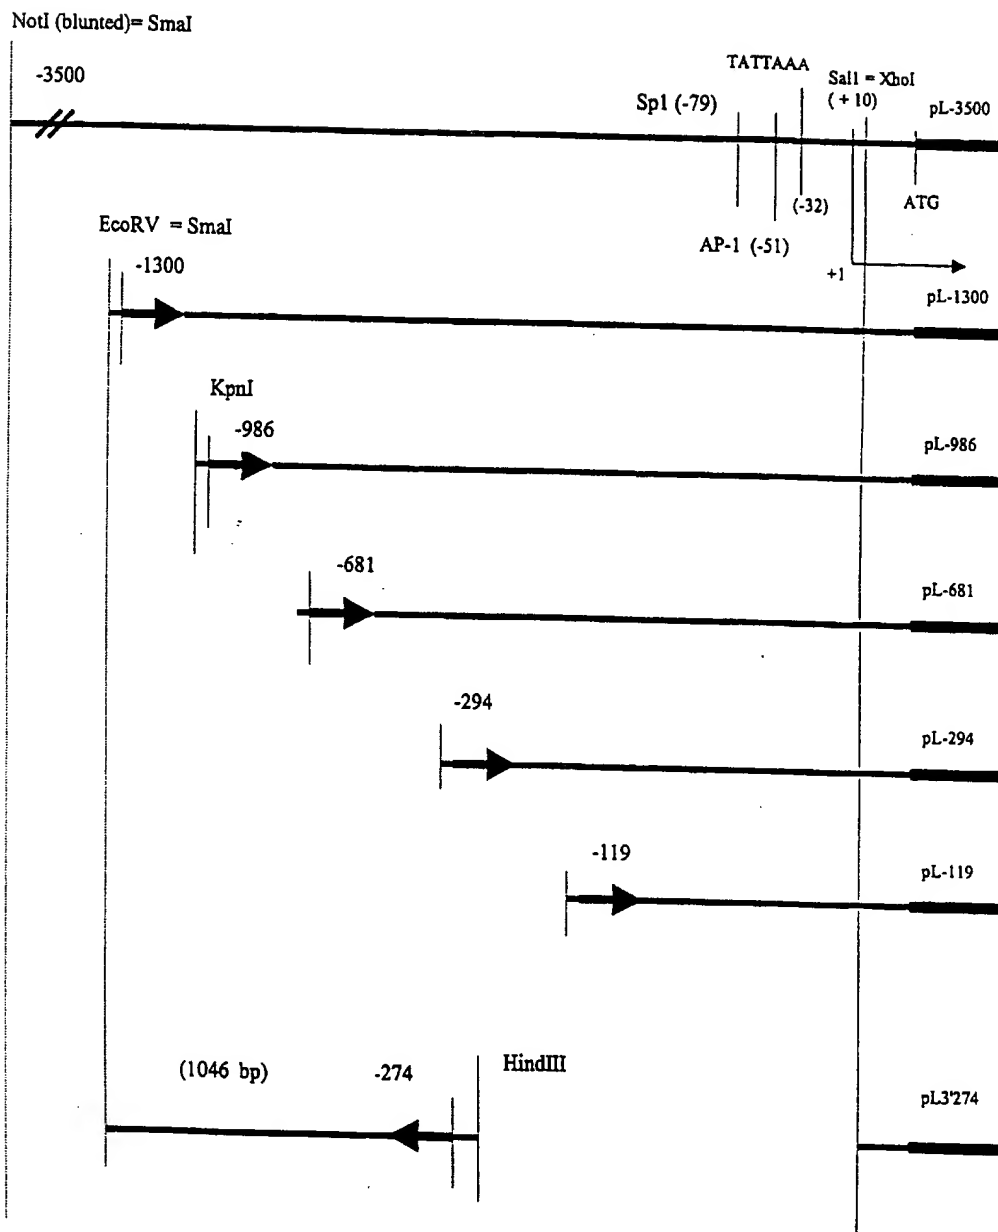 NotI (blunted)= SmaI
-3500
TATTAAA
Sp1 (-79)
Sal1 = XhoI
( + 10)
pL-3500
(-32)
ATG
AP-1 (-51)
+1
EcoRV = SmaI
-1300
pL-1300
KpnI
-986
pL-986
-681
pL-681
-294
pL-294
-119
pL-119
(1046 bp)
-274
HindIII
pL3'274